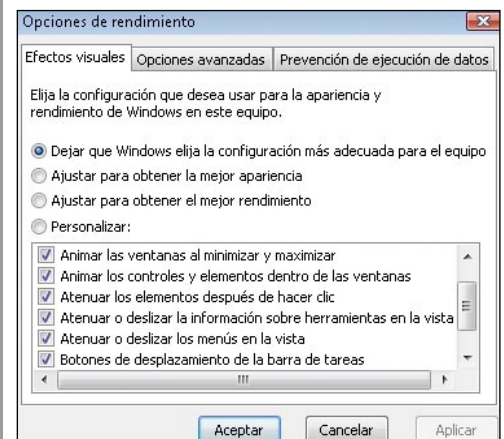 Opciones de rendimiento
Efectos visuales
Opciones avanzadas
Prevención de ejecución de datos
Elija la configuración que desea usar para la apariencia y
rendimiento de Windows en este equipo.
Dejar que Windows elija la configuración más adecuada para el equipo
Ajustar para obtener la mejor apariencia
Ajustar para obtener el mejor rendimiento
Personalizar:
Animar las ventanas al minimizar y maximizar
Animar los controles y elementos dentro de las ventanas
Atenuar los elementos después de hacer clic
Atenuar o deslizar la información sobre herramientas en la vista
Atenuar o deslizar los menús en la vista
Botones de desplazamiento de la barra de tareas
Aceptar
Cancelar
Aplicar